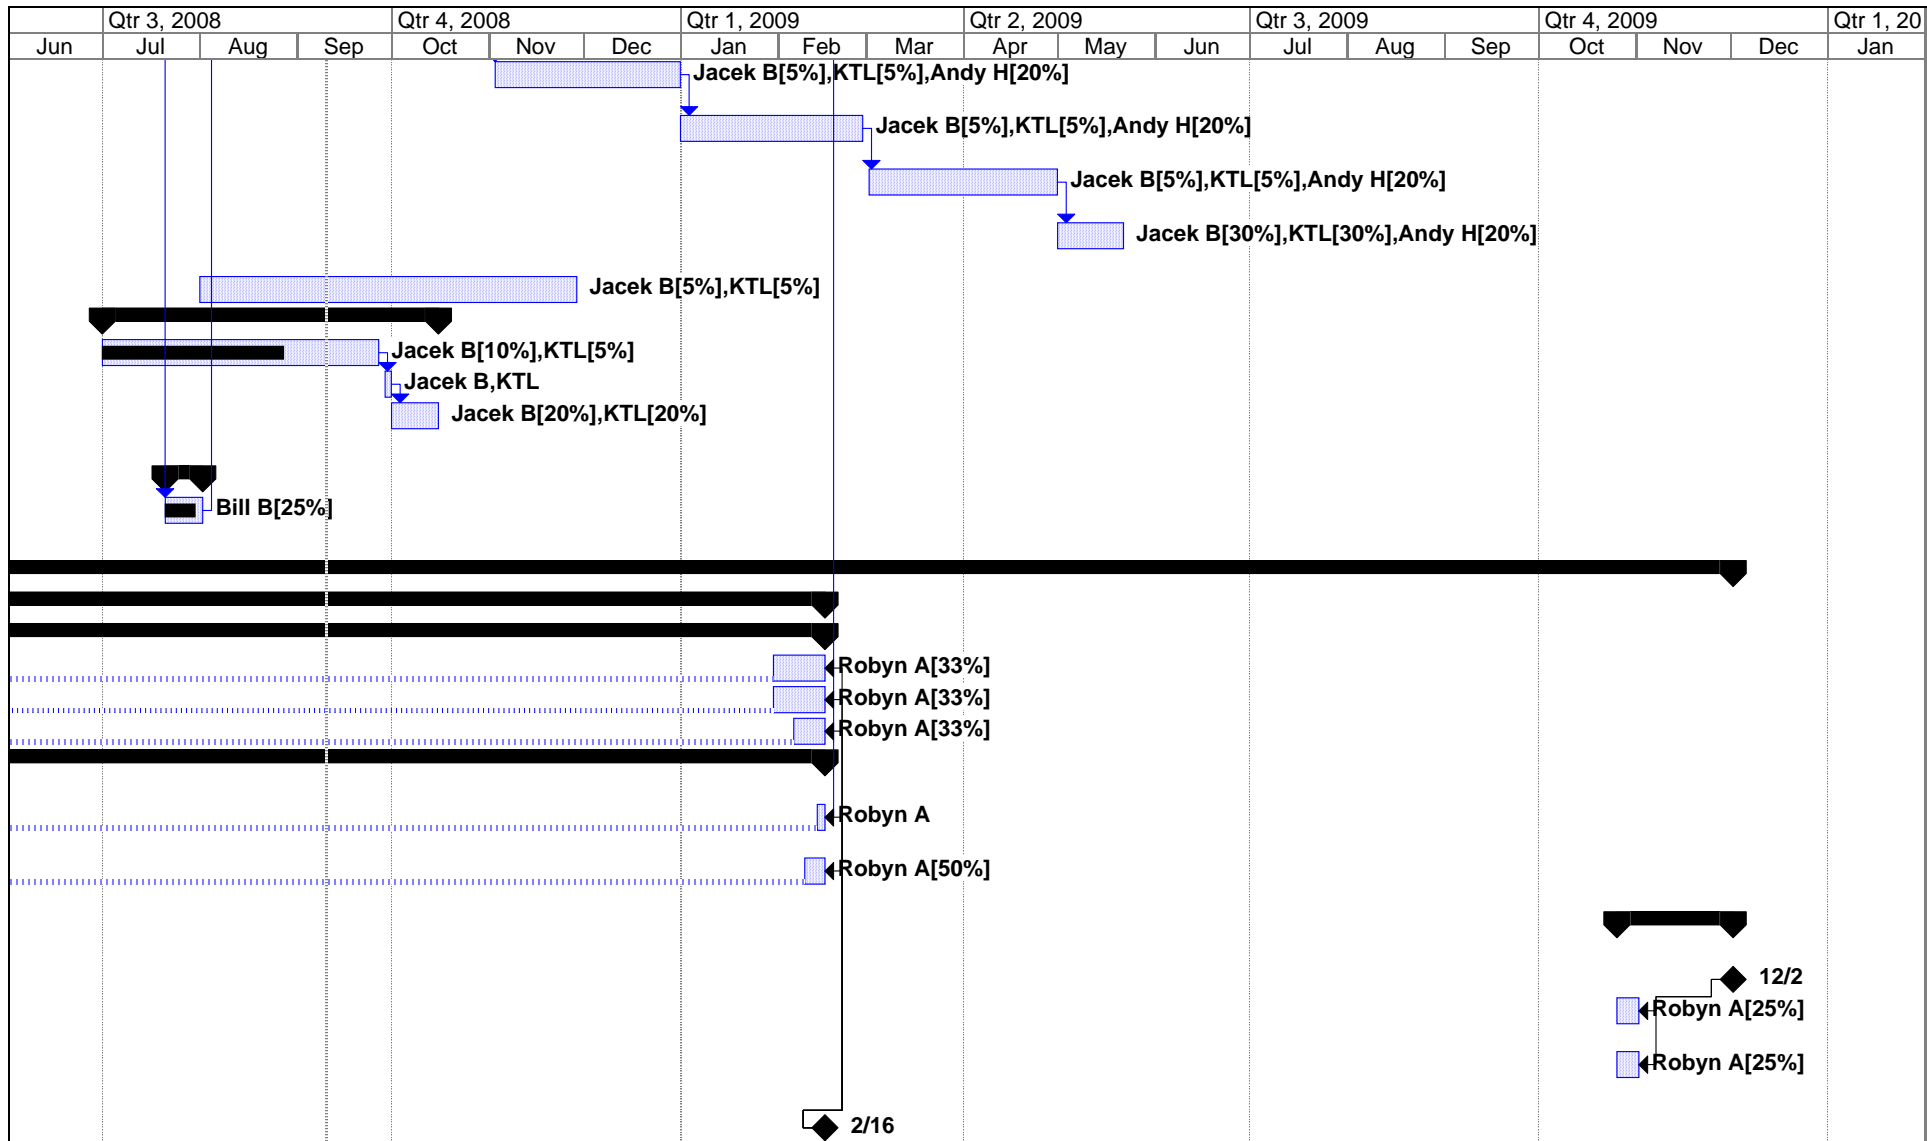 Qtr 3, 2008 Qtr 4, 2008 Qtr 1, 2009 Qtr 2, 2009 Qtr 3, 2009 Qtr 4, 2009 Qtr 1, 20
Jun Jul Aug Sep Oct Nov Dec Jan Feb Mar Apr May Jun Jul Aug Sep Oct Nov Dec Jan
Jacek B[5%],KTL[5%],Andy H[20%]
Jacek B[5%],KTL[5%],Andy H[20%]
Jacek B[5%],KTL[5%],Andy H[20%]
Jacek B[30%],KTL[30%],Andy H[20%]
Jacek B[5%],KTL[5%]
Jacek B[10%],KTL[5%]
Jacek B,KTL
Jacek B[20%],KTL[20%]
Bill B[25%]
Robyn A[33%]
Robyn A[33%]
Robyn A[33%]
Robyn A
Robyn A[50%]
12/2
Robyn A[25%]
Robyn A[25%]
2/16